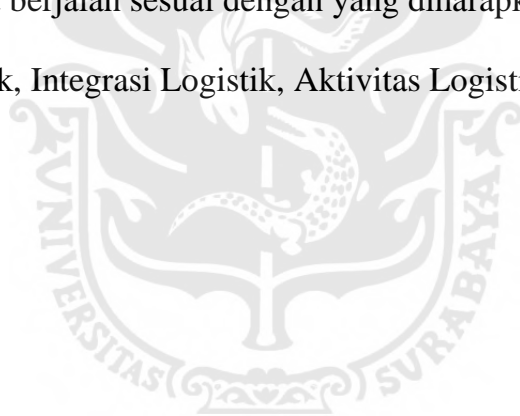 berjalan sesuai dengan yang diharapk
k, Integrasi Logistik, Aktivitas Logisti
UNIVERSITAS SURABAYA